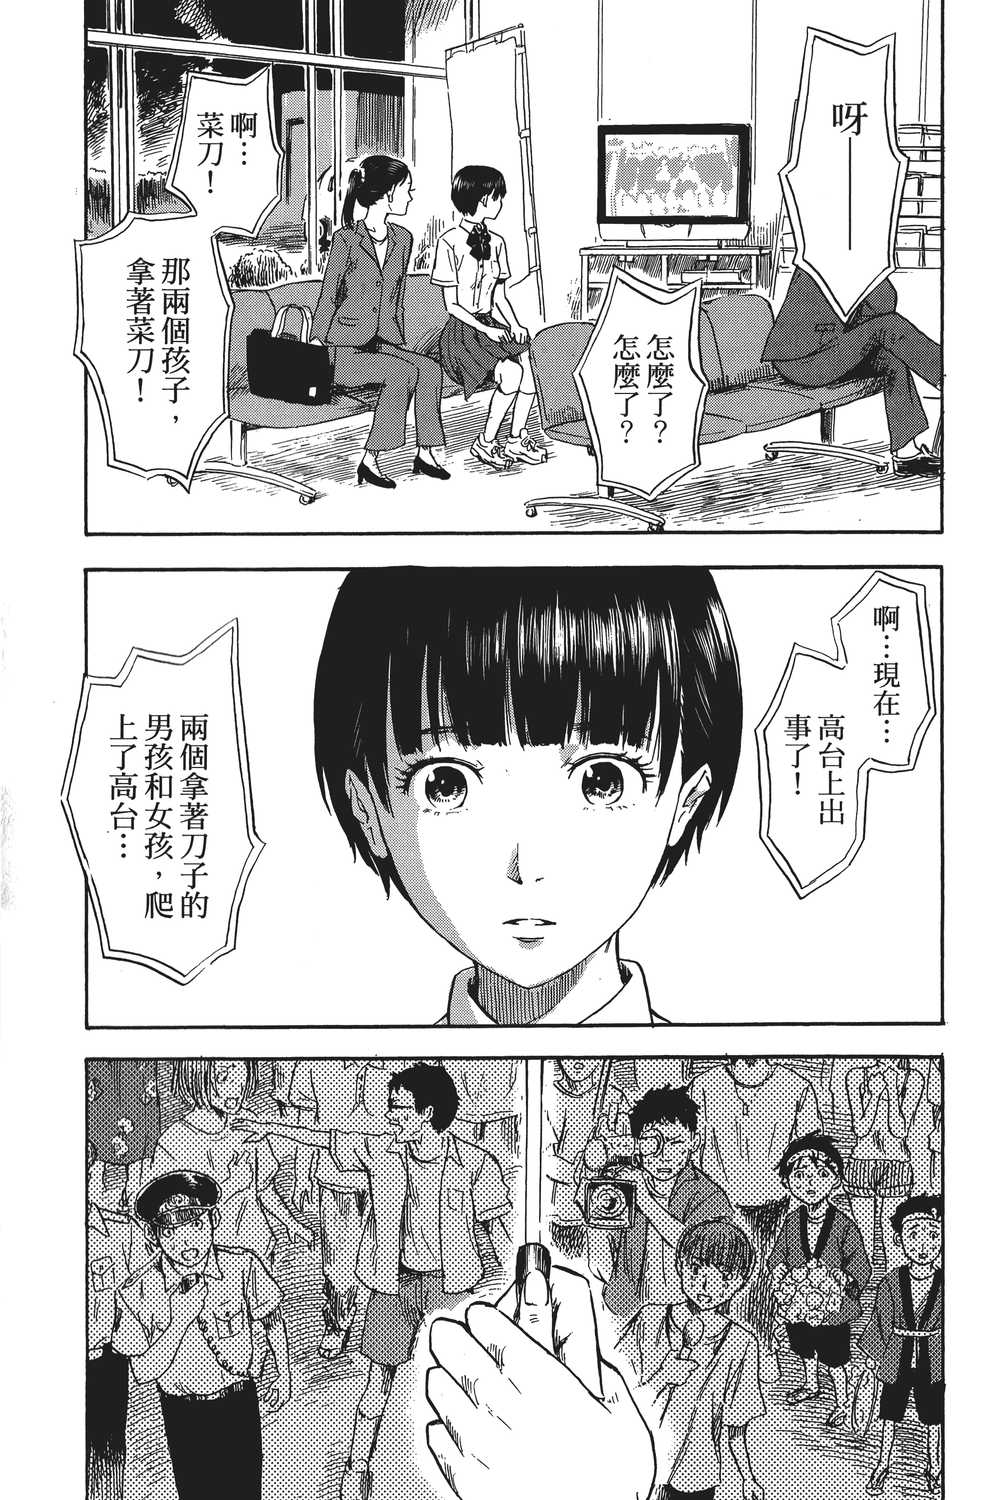 呀——
怎麼了？
怎麼了？
啊…
菜刀！
那兩個孩子，
拿著菜刀！
啊…現在…
高台上出
事了！
兩個拿著刀子的
男孩和女孩，爬
上了高台…